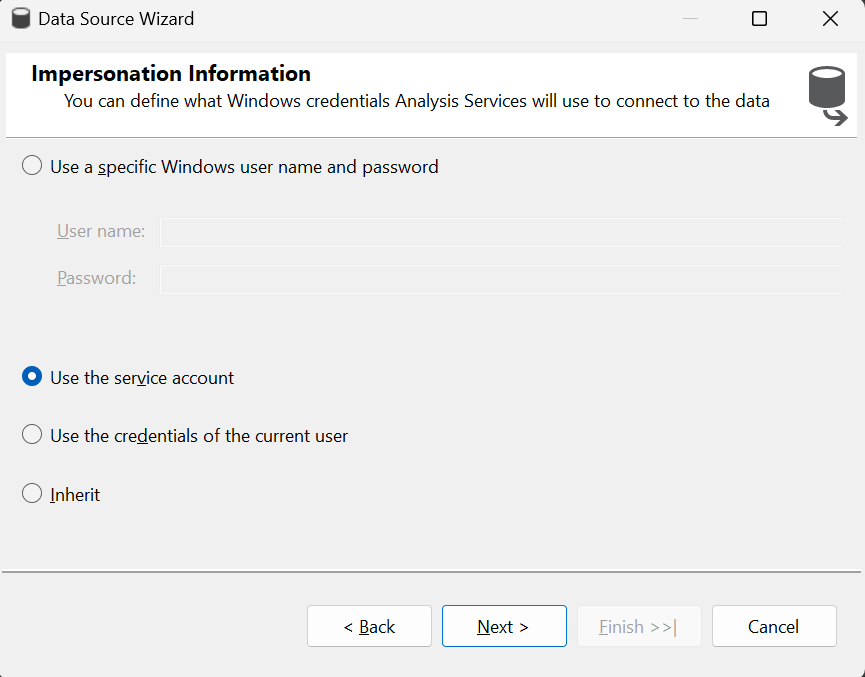 Data Source Wizard
Impersonation Information
You can define what Windows credentials Analysis Services will use to connect to the data
Use a specific Windows user name and password
User name:
Password:
Use the service account
Use the credentials of the current user
Inherit
< Back Next > Finish >>| Cancel